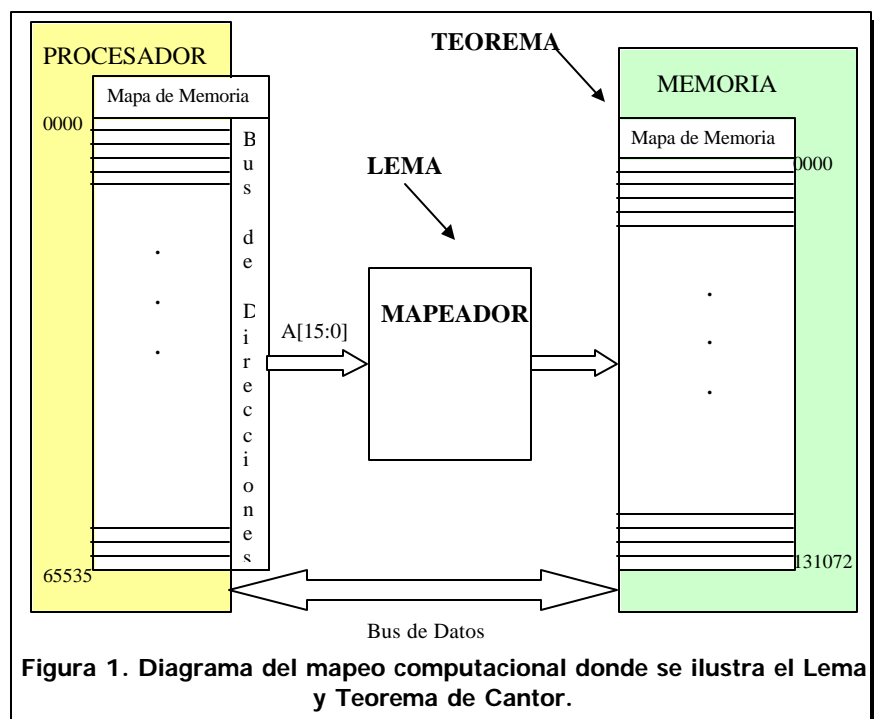 PROCESADOR
Mapa de Memoria
0000
65535
Bus de Direcciones
A[15:0]
LEMA
MAPEADOR
TEOREMA
MEMORIA
Mapa de Memoria
0000
131072
Bus de Datos
Figura 1. Diagrama del mapeo computacional donde se ilustra el Lema
y Teorema de Cantor.